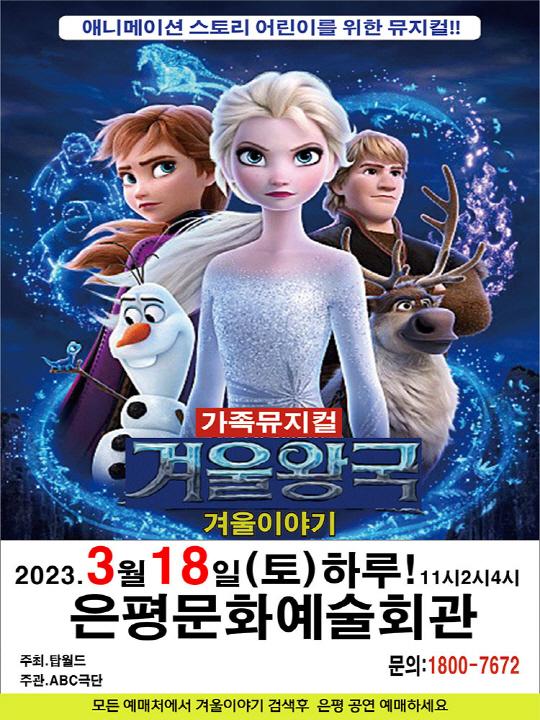 애니메이션 스토리 어린이를 위한 뮤지컬!!
가족뮤지컬
겨울왕국
겨울이야기
2023.3월18일(토)하루! 11시2시4시
은평문화예술회관
주최.탑월드
주관.ABC극단
문의:1800-7672
모든 예매처에서 겨울이야기 검색후 은평 공연 예매하세요